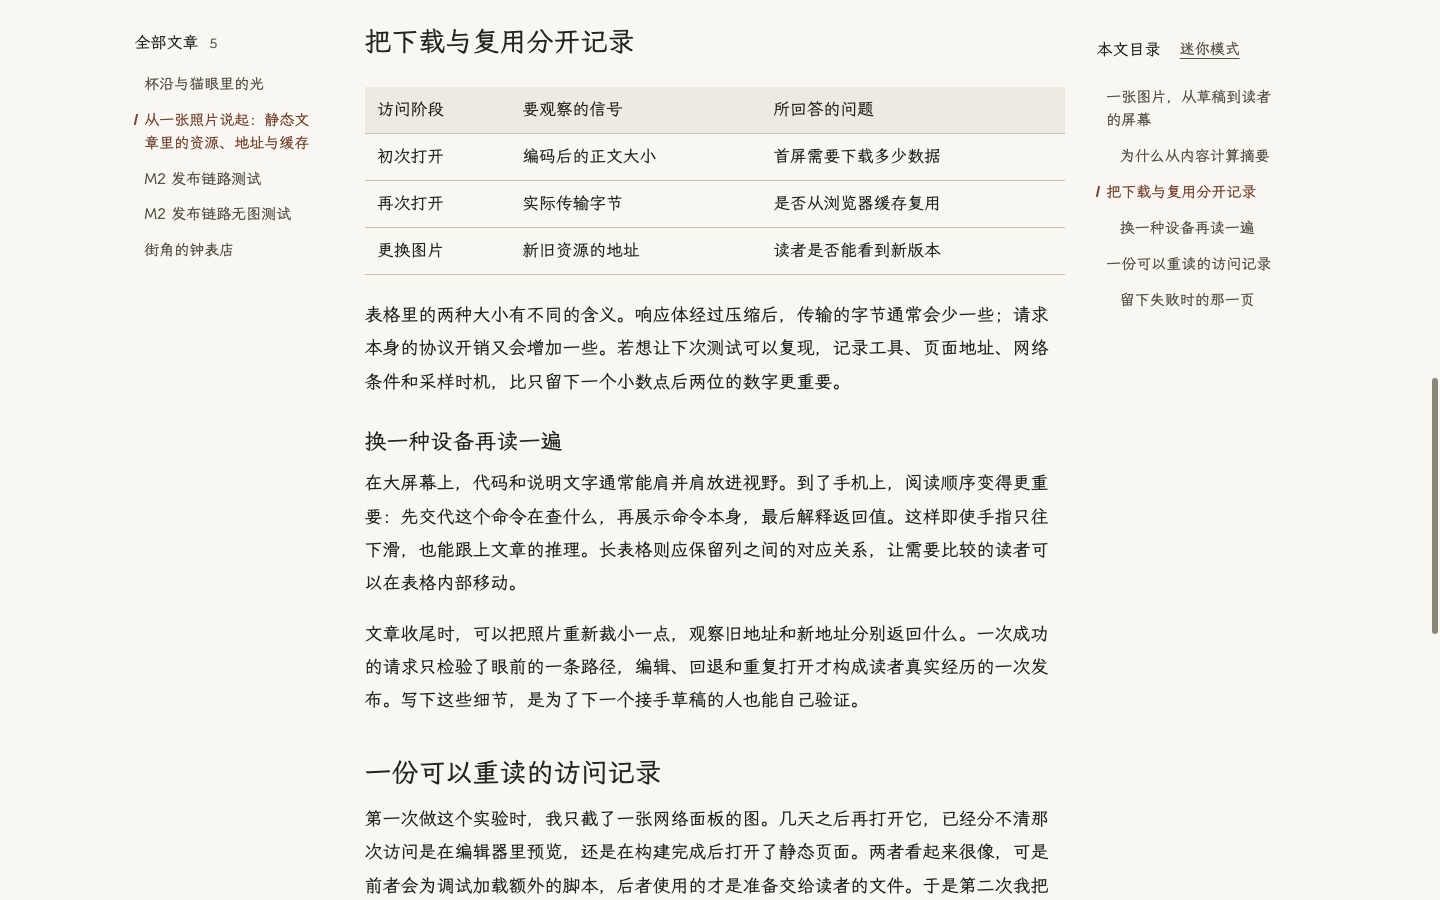 全部文章 5
杯沿与猫眼里的光
/ 从一张照片说起：静态文
章里的资源、地址与缓存
M2 发布链路测试
M2 发布链路无图测试
街角的钟表店
把下载与复用分开记录
访问阶段 要观察的信号 所回答的问题
初次打开 编码后的正文大小 首屏需要下载多少数据
再次打开 实际传输字节 是否从浏览器缓存复用
更换图片 新旧资源的地址 读者是否能看到新版本
表格里的两种大小有不同的含义。响应体经过压缩后，传输的字节通常会少一些；请求
本身的协议开销又会增加一些。若想让下次测试可以复现，记录工具、页面地址、网络
条件和采样时机，比只留下一个小数点后两位的数字更重要。
换一种设备再读一遍
在大屏幕上，代码和说明文字通常能肩并肩放进视野。到了手机上，阅读顺序变得更重
要：先交代这个命令在查什么，再展示命令本身，最后解释返回值。这样即使手指只往
下滑，也能跟上文章的推理。长表格则应保留列之间的对应关系，让需要比较的读者可
以在表格内部移动。
文章收尾时，可以把照片重新裁小一点，观察旧地址和新地址分别返回什么。一次成功
的请求只检验了眼前的一条路径，编辑、回退和重复打开才构成读者真实经历的一次发
布。写下这些细节，是为了下一个接手草稿的人也能自己验证。
一份可以重读的访问记录
第一次做这个实验时，我只截了一张网络面板的图。几天之后再打开它，已经分不清那
次访问是在编辑器里预览，还是在构建完成后打开了静态页面。两者看起来很像，可是
前者会为调试加载额外的脚本，后者使用的才是准备交给读者的文件。于是第二次我把
本文目录 迷你模式
一张图片，从草稿到读者
的屏幕
为什么从内容计算摘要
/ 把下载与复用分开记录
换一种设备再读一遍
一份可以重读的访问记录
留下失败时的那一页